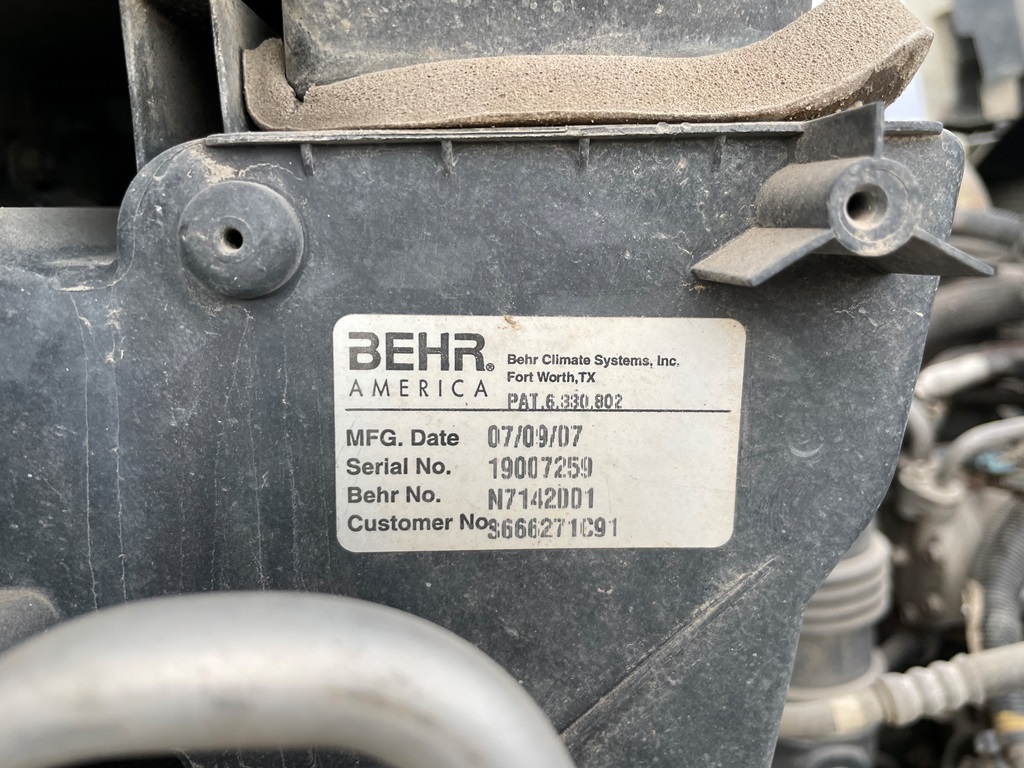 BEHR®
AMERICA
Behr Climate Systems, Inc.
Fort Worth,TX
PAT.6,330,802
MFG. Date 07/09/07
Serial No. 19007259
Behr No. N7142001
Customer No. 3666271C91